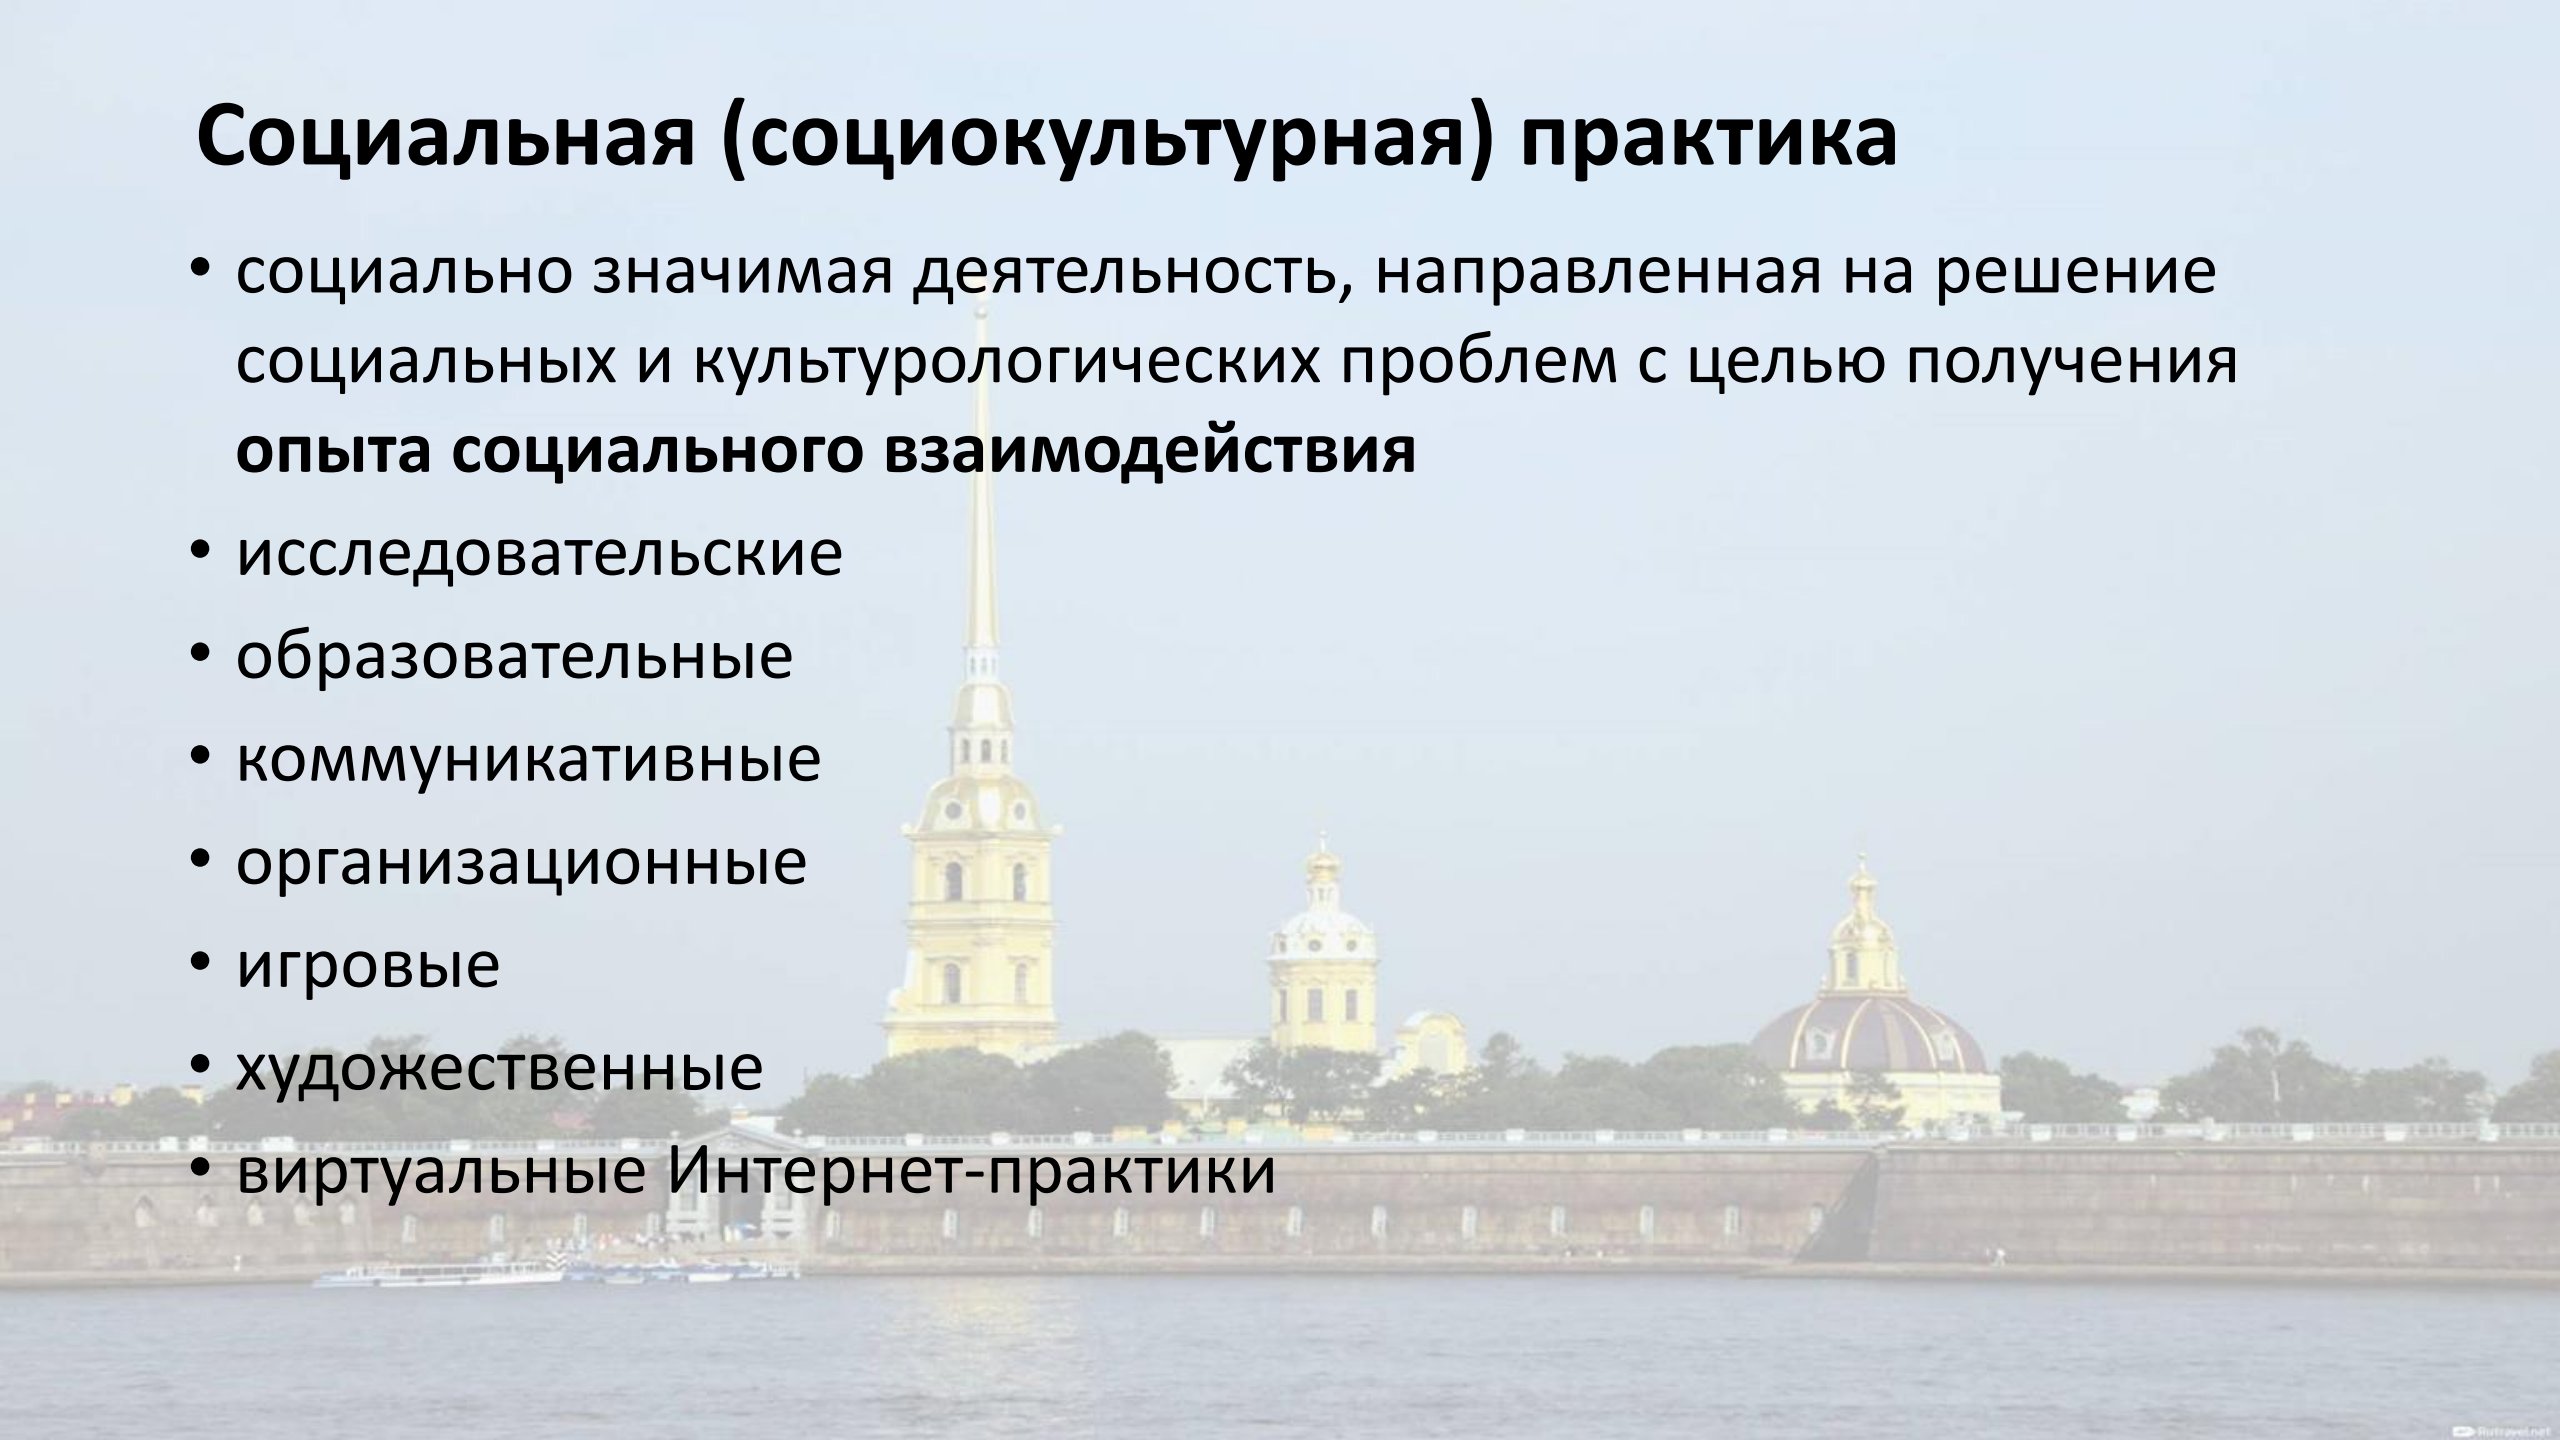 Социальная (социокультурная) практика
• социально значимая деятельность, направленная на решение
социальных и культурологических проблем с целью получения
опыта социального взаимодействия
• исследовательские
• образовательные
• коммуникативные
• организационные
• игровые
• художественные
• виртуальные Интернет-практики